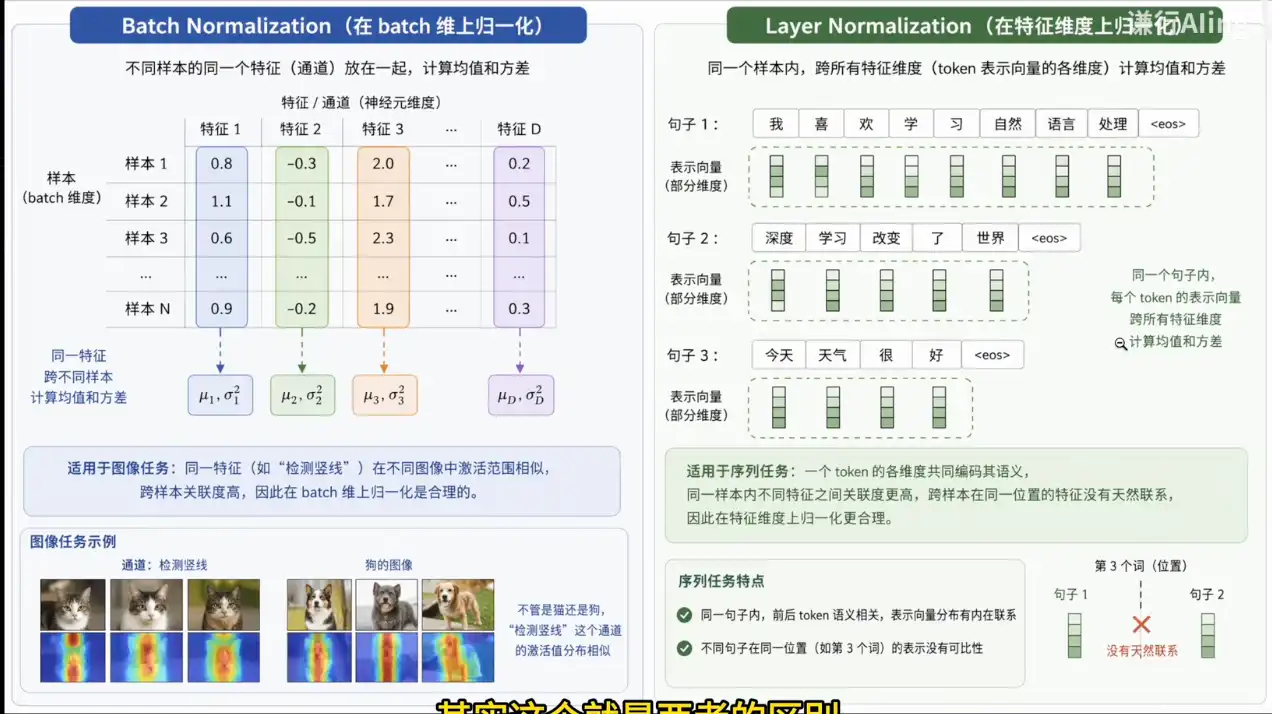 Batch Normalization（在 batch 维上归一化）
不同样本的同一个特征（通道）放在一起，计算均值和方差
特征 / 通道（神经元维度）
特征 1 特征 2 特征 3 ... 特征 D
样本
（batch 维度）
样本 1 0.8 −0.3 2.0 ... 0.2
样本 2 1.1 −0.1 1.7 ... 0.5
样本 3 0.6 −0.5 2.3 ... 0.1
... ... ... ... ... ...
样本 N 0.9 −0.2 1.9 ... 0.3
同一特征
跨不同样本
计算均值和方差
μ₁, σ₁² μ₂, σ₂² μ₃, σ₃² μ_D, σ_D²
适用于图像任务：同一特征（如“检测竖线”）在不同图像中激活范围相似，
跨样本关联度高，因此在 batch 维上归一化是合理的。
图像任务示例
通道：检测竖线
狗的图像
不管是猫还是狗，
“检测竖线”这个通道
的激活值分布相似
Layer Normalization（在特征维度上归一化）
谦行AIing
同一个样本内，跨所有特征维度（token 表示向量的各维度）计算均值和方差
句子 1： 我 喜 欢 学 习 自然 语言 处理 <eos>
表示向量
（部分维度）
句子 2： 深度 学习 改变 了 世界 <eos>
表示向量
（部分维度）
句子 3： 今天 天气 很 好 <eos>
表示向量
（部分维度）
同一个句子内，
每个 token 的表示向量
跨所有特征维度
计算均值和方差
适用于序列任务：一个 token 的各维度共同编码其语义，
同一样本内不同特征之间关联度更高，跨样本在同一位置的特征没有天然联系，
因此在特征维度上归一化更合理。
序列任务特点
同一句子内，前后 token 语义相关，表示向量分布有内在联系
不同句子在同一位置（如第 3 个词）的表示没有可比性
第 3 个词（位置）
句子 1 句子 2
没有天然联系
其实这个就是两者的区别